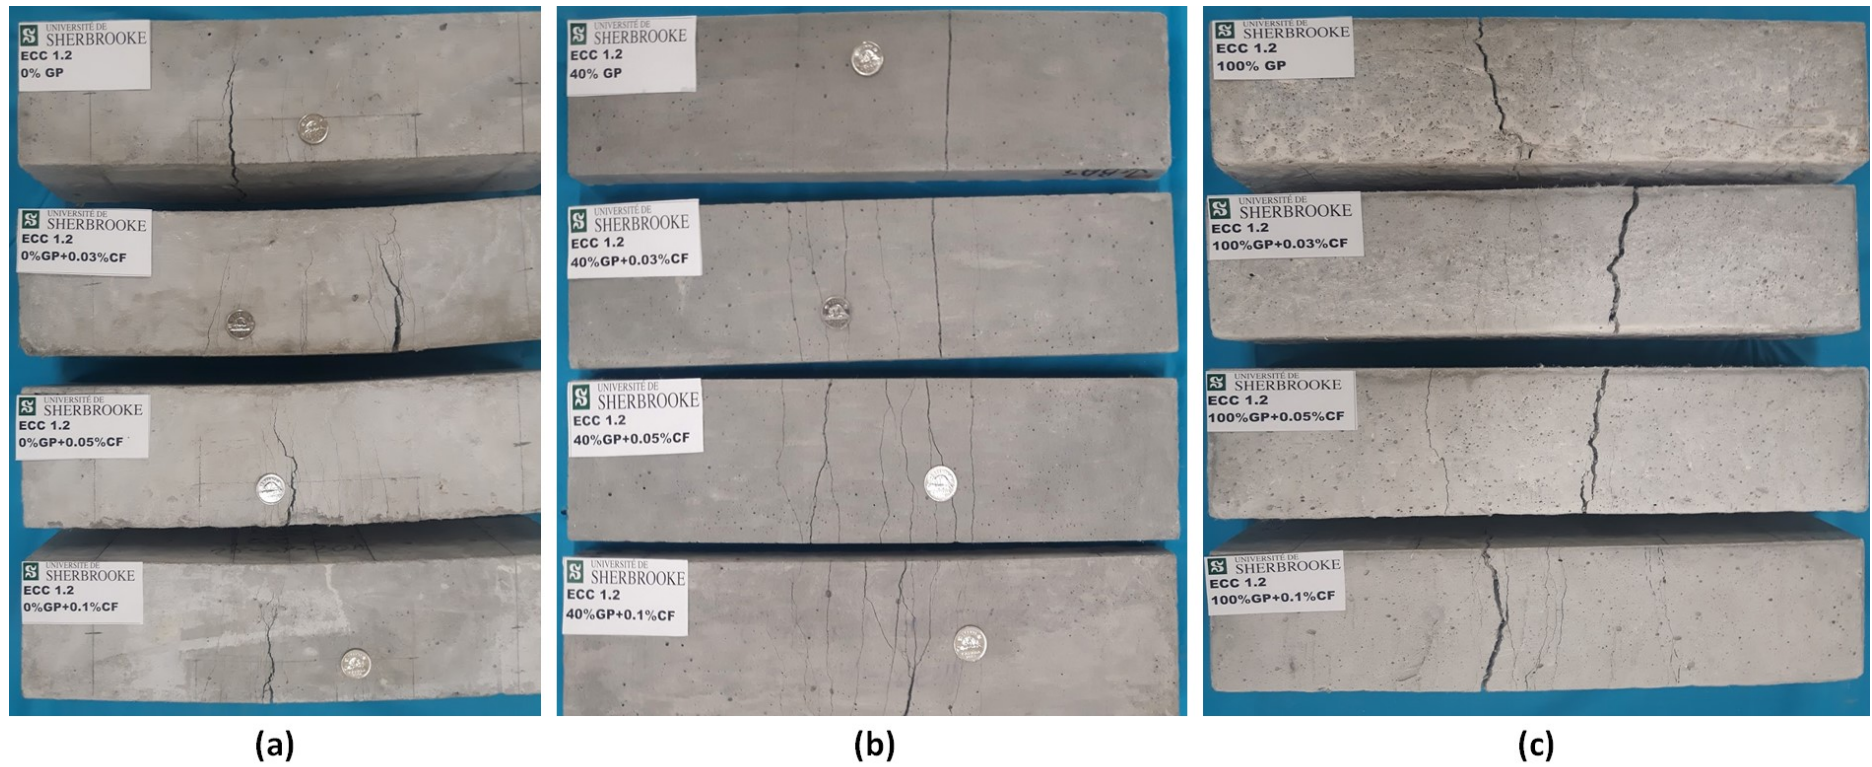 UNIVERSITÉ DE
SHERBROOKE
ECC 1.2
0% GP
UNIVERSITÉ DE
SHERBROOKE
ECC 1.2
0%GP+0.03%CF
UNIVERSITÉ DE
SHERBROOKE
ECC 1.2
0%GP+0.05%CF
UNIVERSITÉ DE
SHERBROOKE
ECC 1.2
0%GP+0.1%CF
(a)
UNIVERSITÉ DE
SHERBROOKE
ECC 1.2
40% GP
UNIVERSITÉ DE
SHERBROOKE
ECC 1.2
40%GP+0.03%CF
UNIVERSITÉ DE
SHERBROOKE
ECC 1.2
40%GP+0.05%CF
UNIVERSITÉ DE
SHERBROOKE
ECC 1.2
40%GP+0.1%CF
(b)
UNIVERSITÉ DE
SHERBROOKE
ECC 1.2
100% GP
UNIVERSITÉ DE
SHERBROOKE
ECC 1.2
100%GP+0.03%CF
UNIVERSITÉ DE
SHERBROOKE
ECC 1.2
100%GP+0.05%CF
UNIVERSITÉ DE
SHERBROOKE
ECC 1.2
100%GP+0.1%CF
(c)